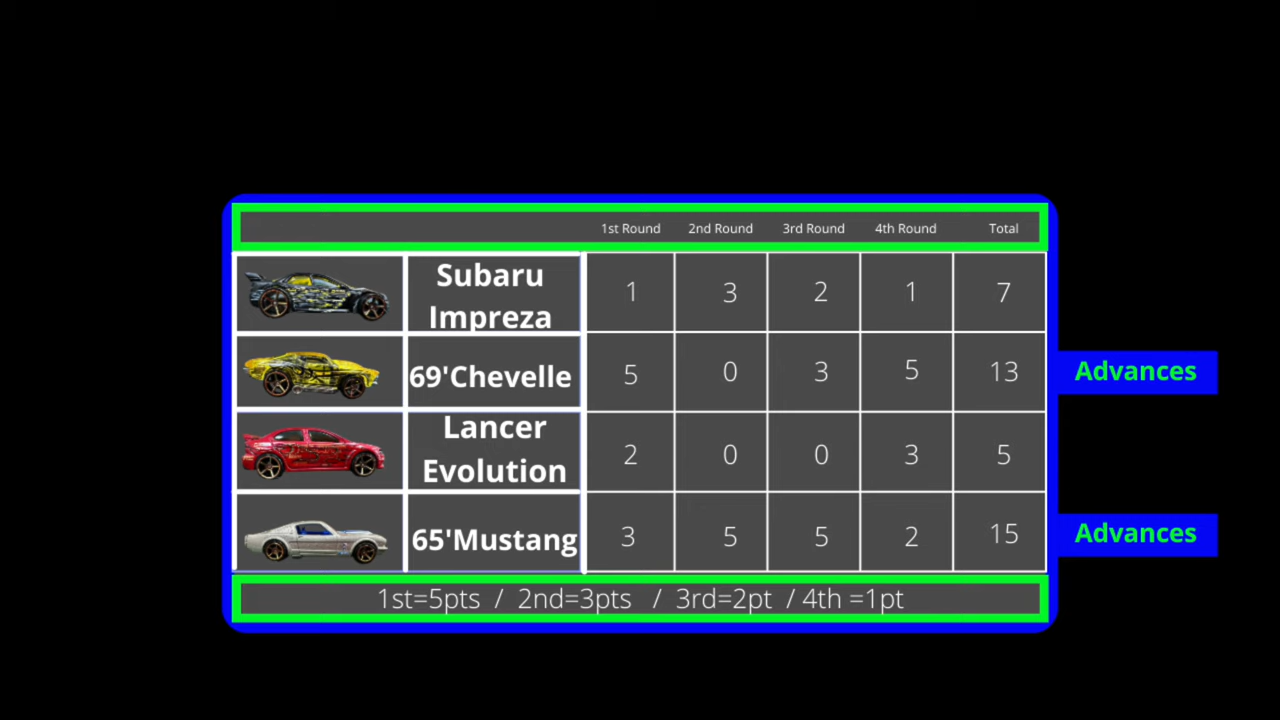 1st Round 2nd Round 3rd Round 4th Round Total
Subaru
Impreza
1 3 2 1 7
69'Chevelle 5 0 3 5 13 Advances
Lancer
Evolution
2 0 0 3 5
65'Mustang 3 5 5 2 15 Advances
1st=5pts / 2nd=3pts / 3rd=2pt / 4th =1pt